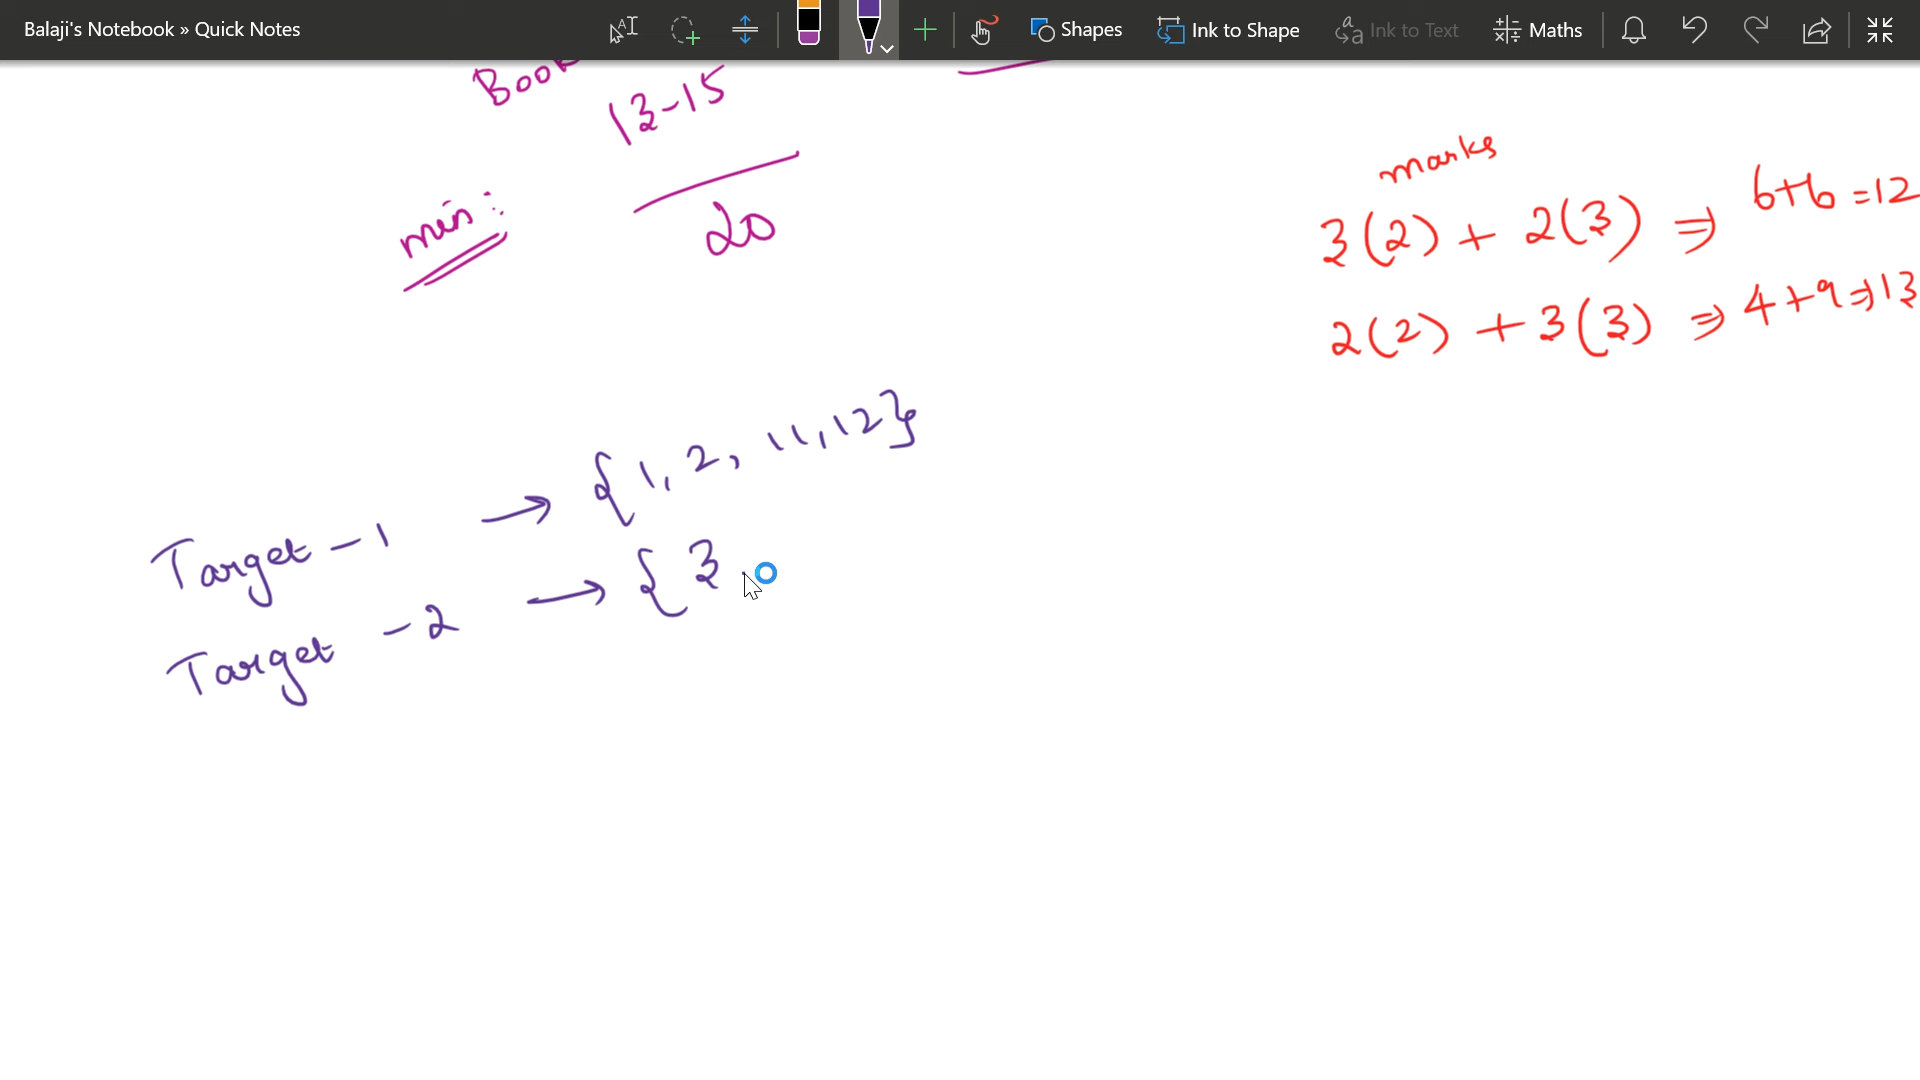 Balaji's Notebook » Quick Notes
Shapes
Ink to Shape
Ink to Text
Maths
Book
13-15
min:
20
marks
3(2) + 2(3) ⇒ 6+6=12
2(2) + 3(3) ⇒ 4+9⇒13
Target-1 → {1, 2, 11, 12}
Target -2 → {3